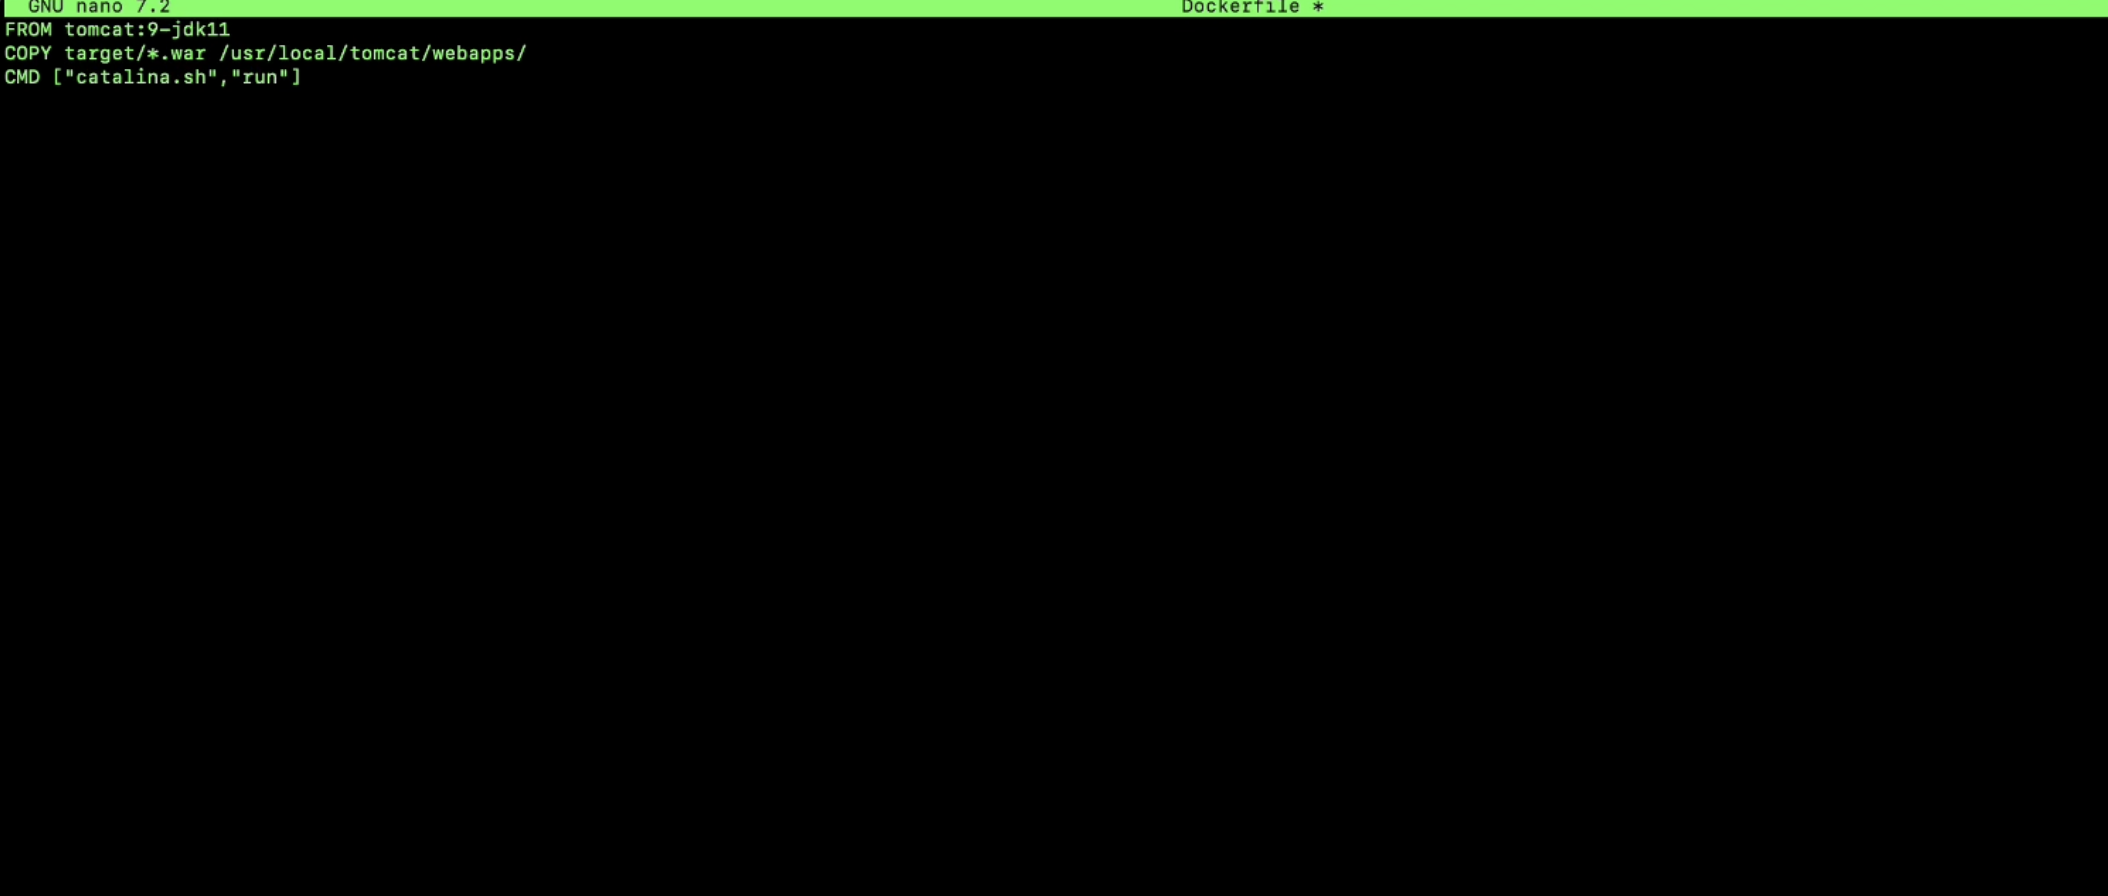 GNU nano 7.2 Dockerfile *
FROM tomcat:9-jdk11
COPY target/*.war /usr/local/tomcat/webapps/
CMD ["catalina.sh","run"]